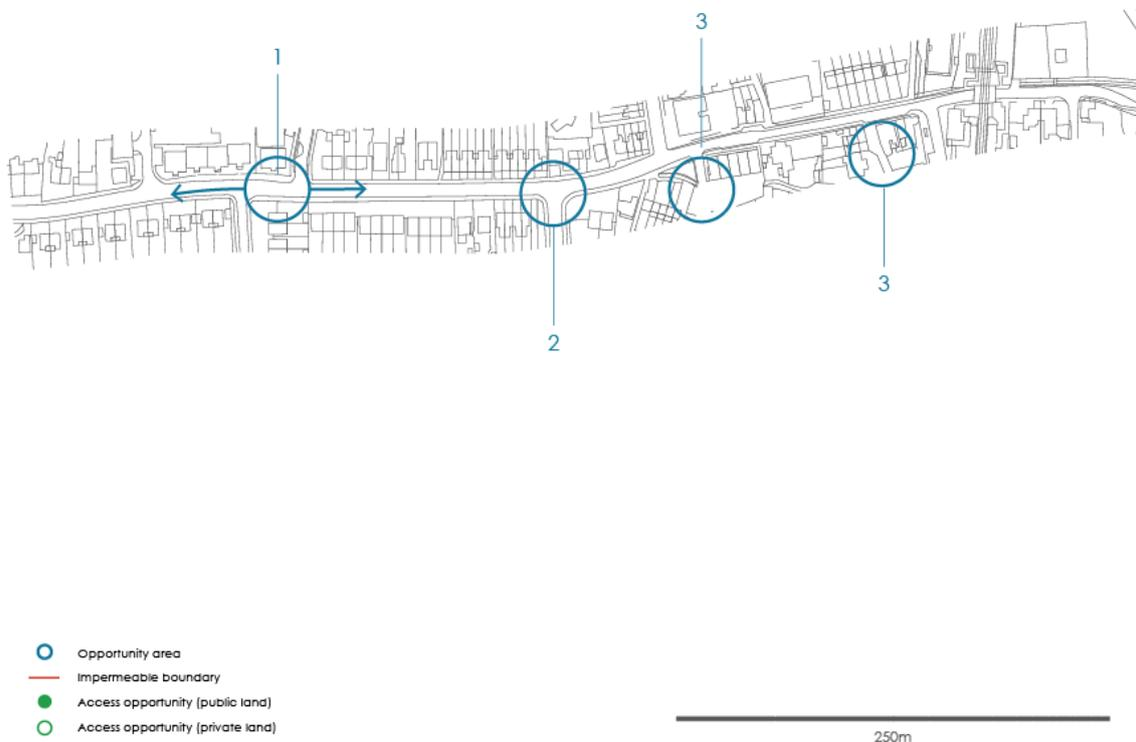 3
1
3
2
Opportunity area
Impermeable boundary
Access opportunity (public land)
Access opportunity (private land)
250m